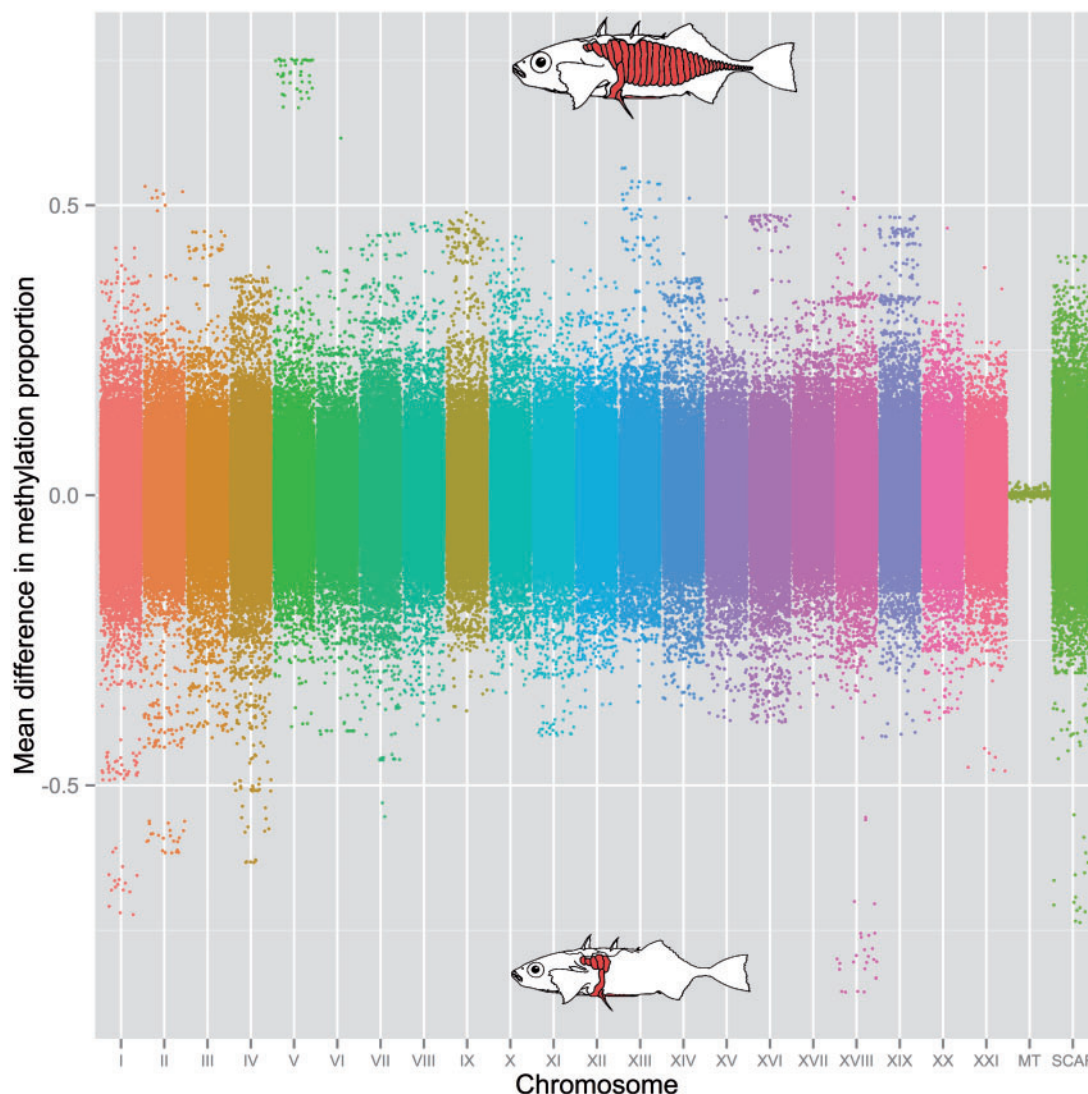 Mean difference in methylation proportion
0.5
0.0
-0.5
I II III IV V VI VII VIII IX X XI XII XIII XIV XV XVI XVII XVIII XIX XX XXI MT SCAF
Chromosome